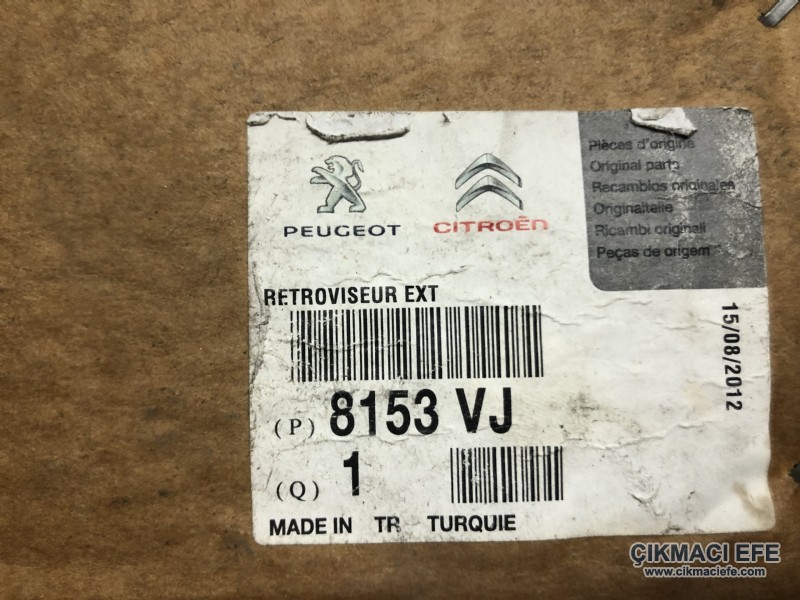 PEUGEOT
CITROËN
Pièces d'origine
Original parts
Recambios originales
Originalteile
Ricambi originali
Peças de origem
RETROVISEUR EXT
15/08/2012
(P) 8153 VJ
(Q) 1
MADE IN TR TURQUIE
ÇIKMACI EFE
www.cikmaciefe.com